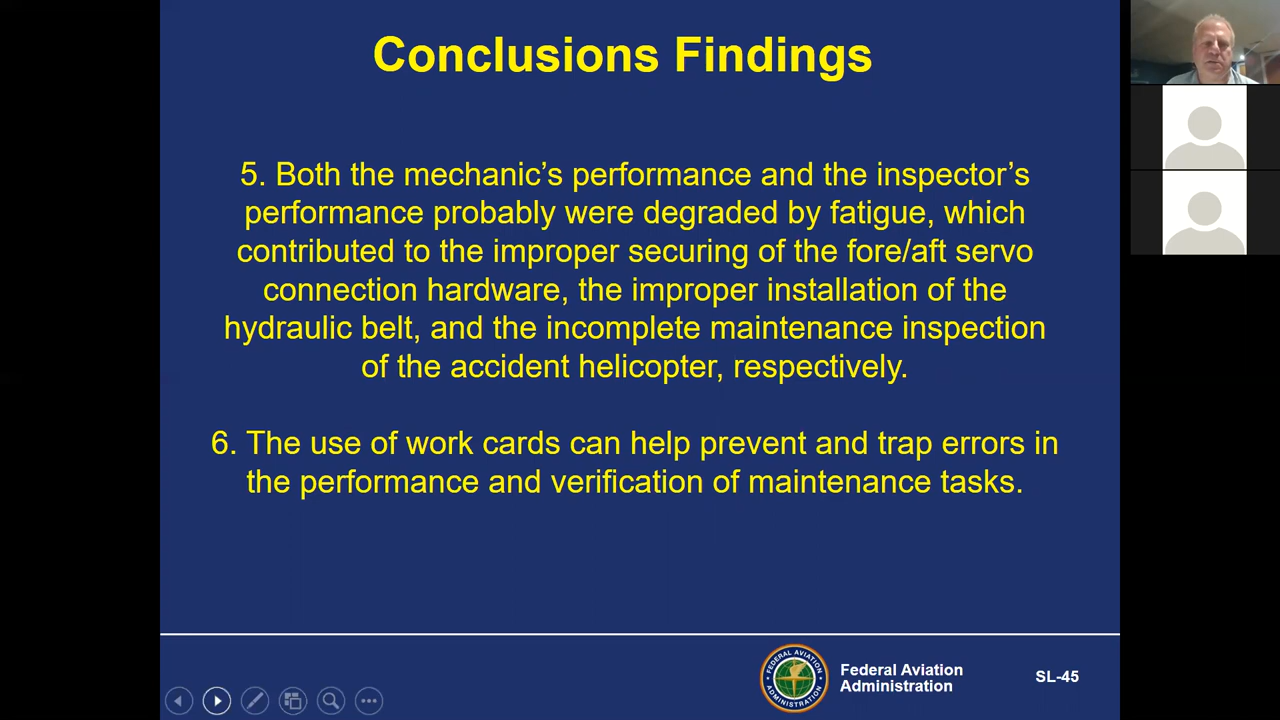 Conclusions Findings
5. Both the mechanic’s performance and the inspector’s
performance probably were degraded by fatigue, which
contributed to the improper securing of the fore/aft servo
connection hardware, the improper installation of the
hydraulic belt, and the incomplete maintenance inspection
of the accident helicopter, respectively.
6. The use of work cards can help prevent and trap errors in
the performance and verification of maintenance tasks.
FEDERAL AVIATION
ADMINISTRATION
Federal Aviation
Administration
SL-45